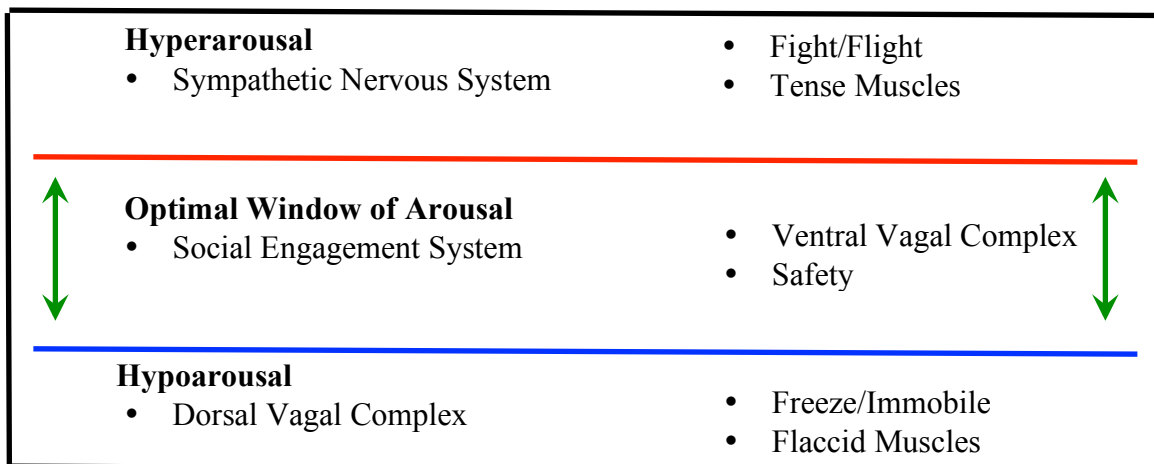 Hyperarousal
• Sympathetic Nervous System
• Fight/Flight
• Tense Muscles
Optimal Window of Arousal
• Social Engagement System
• Ventral Vagal Complex
• Safety
Hypoarousal
• Dorsal Vagal Complex
• Freeze/Immobile
• Flaccid Muscles